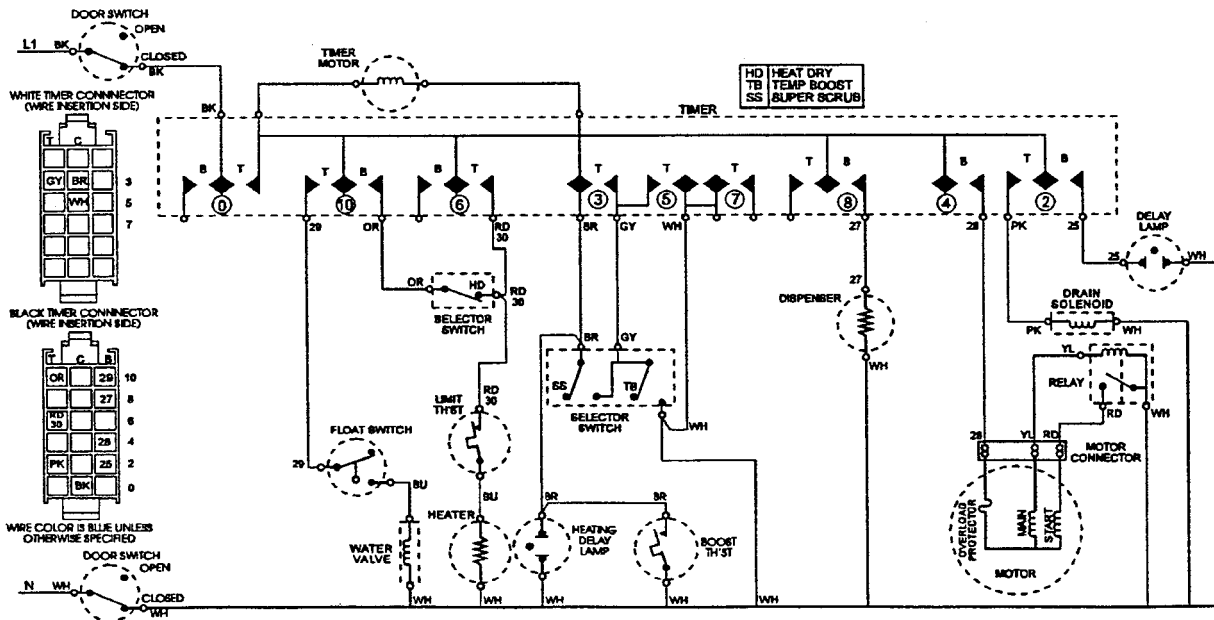 DOOR SWITCH
OPEN
L1 BK
CLOSED
BK
WHITE TIMER CONNNECTOR
(WIRE INSERTION SIDE)
T C
GY BR 3
WH 5
7
BLACK TIMER CONNNECTOR
(WIRE INSERTION SIDE)
T C B
OR 29 10
27 8
RD
30 6
28 4
PK 25 2
BK 0
WIRE COLOR IS BLUE UNLESS
OTHERWISE SPECIFIED
DOOR SWITCH
OPEN
N WH
CLOSED
WH
TIMER
MOTOR
HD HEAT DRY
TB TEMP BOOST
SS SUPER SCRUB
TIMER
BK
B T T B B T T T T T B B T B
0 10 6 3 5 7 8 4 2
29 OR RD
30 BR GY WH 27 28 PK 25
DELAY
LAMP
25 WH
DRAIN
SOLENOID
PK WH
OR HD RD
30
SELECTOR
SWITCH
27
DISPENSER
WH
BR GY
SS TB
SELECTOR
SWITCH
WH
YL
RELAY
RD WH
RD
30
LIMIT
TH'ST
BU
FLOAT SWITCH
29
BU
WATER
VALVE
HEATER
BR BR
HEATING
DELAY
LAMP
BOOST
TH'ST
28 YL RD
MOTOR
CONNECTOR
OVERLOAD
PROTECTOR
MAIN
START
MOTOR
WH WH WH WH WH